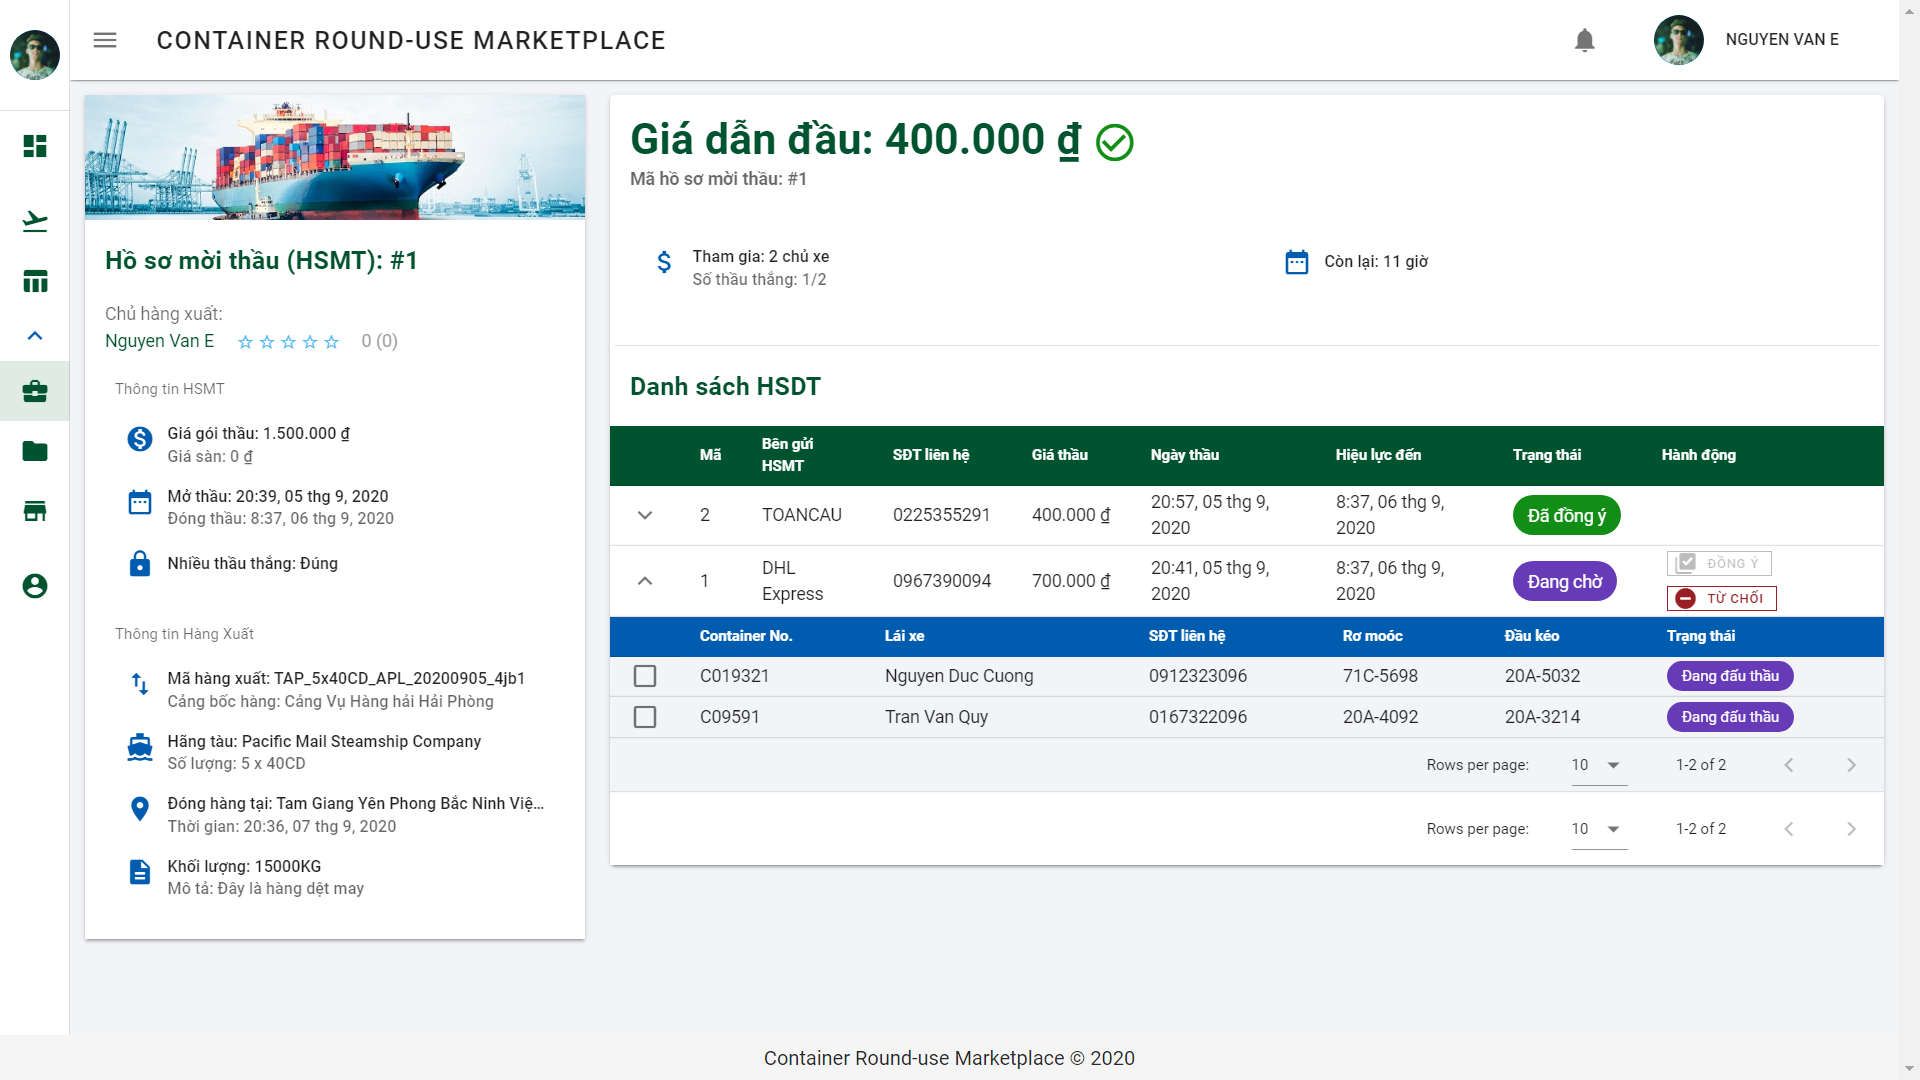 CONTAINER ROUND-USE MARKETPLACE
NGUYEN VAN E
Hồ sơ mời thầu (HSMT): #1
Chủ hàng xuất:
Nguyen Van E 0 (0)
Thông tin HSMT
Giá gói thầu: 1.500.000 ₫
Giá sàn: 0 ₫
Mở thầu: 20:39, 05 thg 9, 2020
Đóng thầu: 8:37, 06 thg 9, 2020
Nhiều thầu thắng: Đúng
Thông tin Hàng Xuất
Mã hàng xuất: TAP_5x40CD_APL_20200905_4jb1
Cảng bốc hàng: Cảng Vụ Hàng hải Hải Phòng
Hãng tàu: Pacific Mail Steamship Company
Số lượng: 5 x 40CD
Đóng hàng tại: Tam Giang Yên Phong Bắc Ninh Việ...
Thời gian: 20:36, 07 thg 9, 2020
Khối lượng: 15000KG
Mô tả: Đây là hàng dệt may
Giá dẫn đầu: 400.000 ₫
Mã hồ sơ mời thầu: #1
Tham gia: 2 chủ xe
Số thầu thắng: 1/2
Còn lại: 11 giờ
Danh sách HSDT
Mã Bên gửi HSMT SĐT liên hệ Giá thầu Ngày thầu Hiệu lực đến Trạng thái Hành động
2 TOANCAU 0225355291 400.000 ₫ 20:57, 05 thg 9, 2020 8:37, 06 thg 9, 2020 Đã đồng ý
1 DHL Express 0967390094 700.000 ₫ 20:41, 05 thg 9, 2020 8:37, 06 thg 9, 2020 Đang chờ ĐỒNG Ý
TỪ CHỐI
Container No. Lái xe SĐT liên hệ Rơ moóc Đầu kéo Trạng thái
C019321 Nguyen Duc Cuong 0912323096 71C-5698 20A-5032 Đang đấu thầu
C09591 Tran Van Quy 0167322096 20A-4092 20A-3214 Đang đấu thầu
Rows per page: 10 1-2 of 2
Rows per page: 10 1-2 of 2
Container Round-use Marketplace © 2020